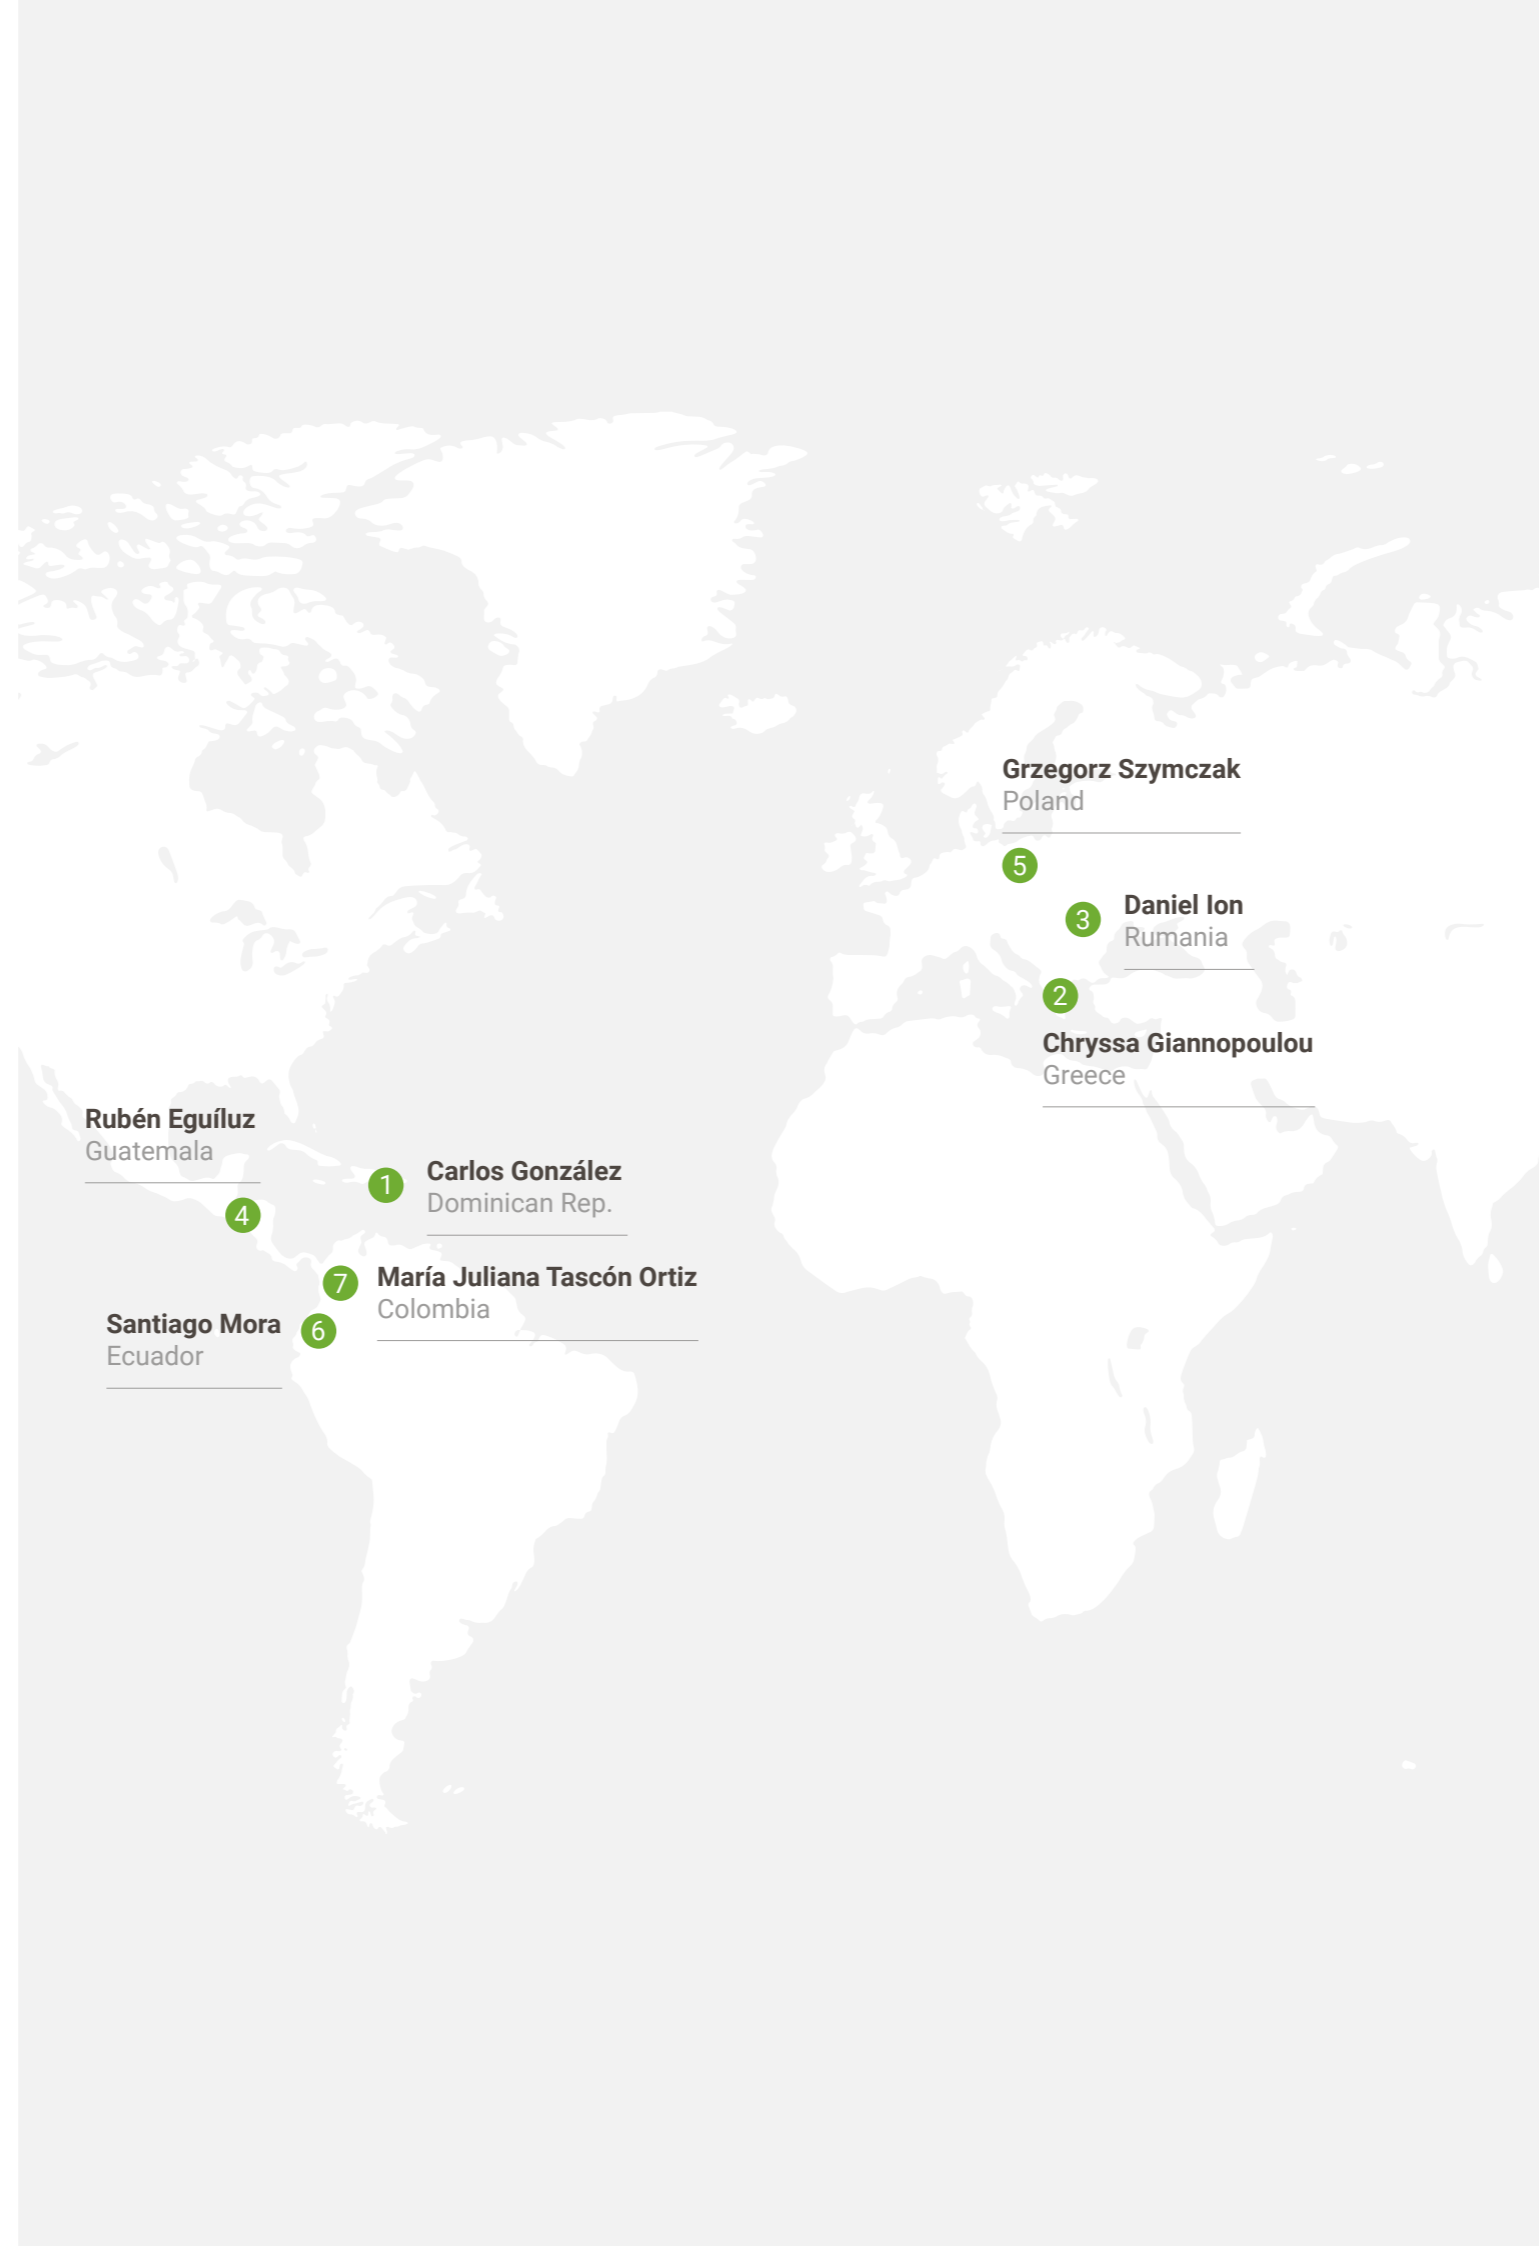 Grzegorz Szymczak
Poland
5
3
Daniel Ion
Rumania
2
Chryssa Giannopoulou
Greece
Rubén Eguíluz
Guatemala
4
1
Carlos González
Dominican Rep.
7
María Juliana Tascón Ortiz
Colombia
Santiago Mora
Ecuador
6